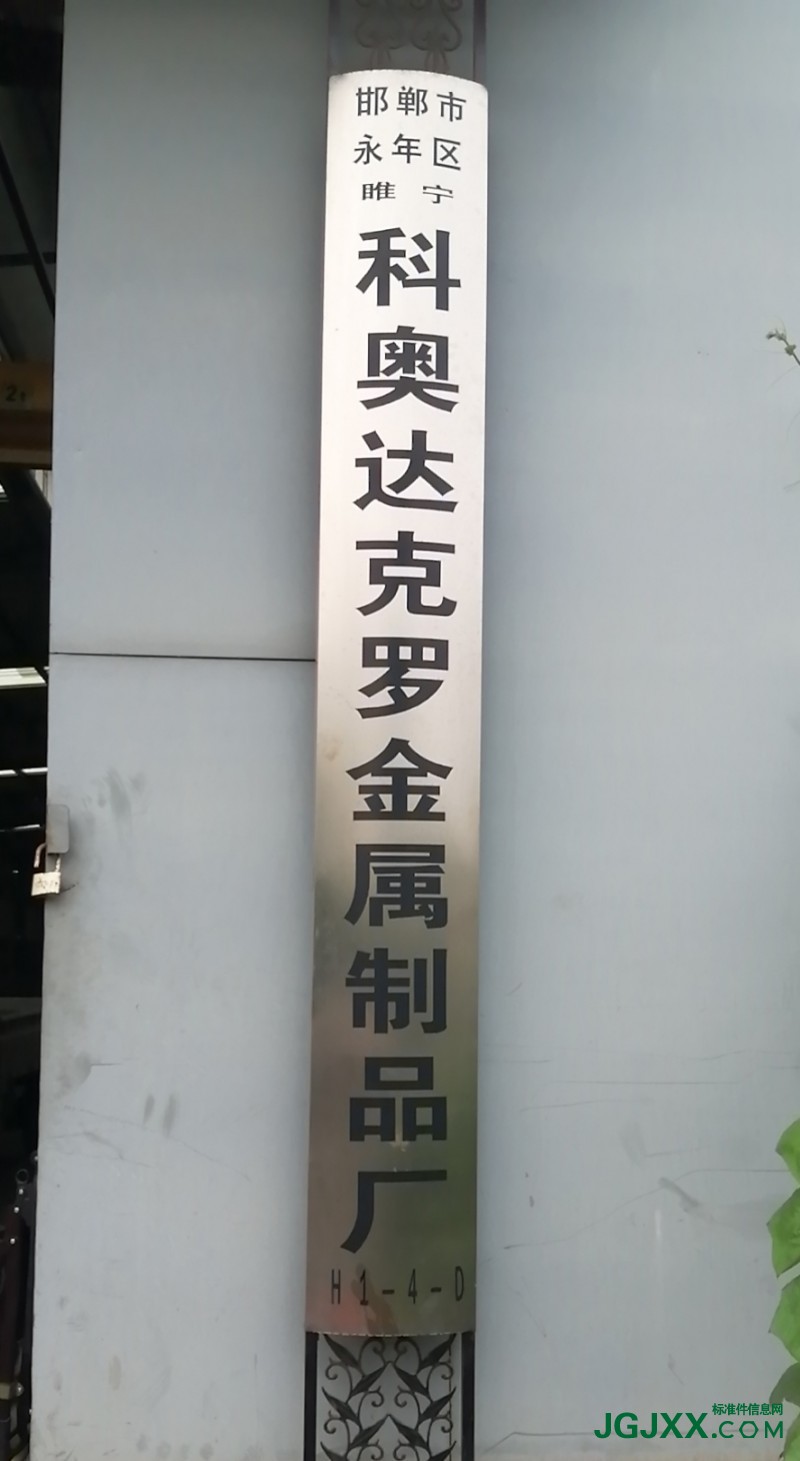 邯郸市
永年区
睢宁
科奥达克罗金属制品厂
H1-4-D
标准件信息网
JGJXX.COM